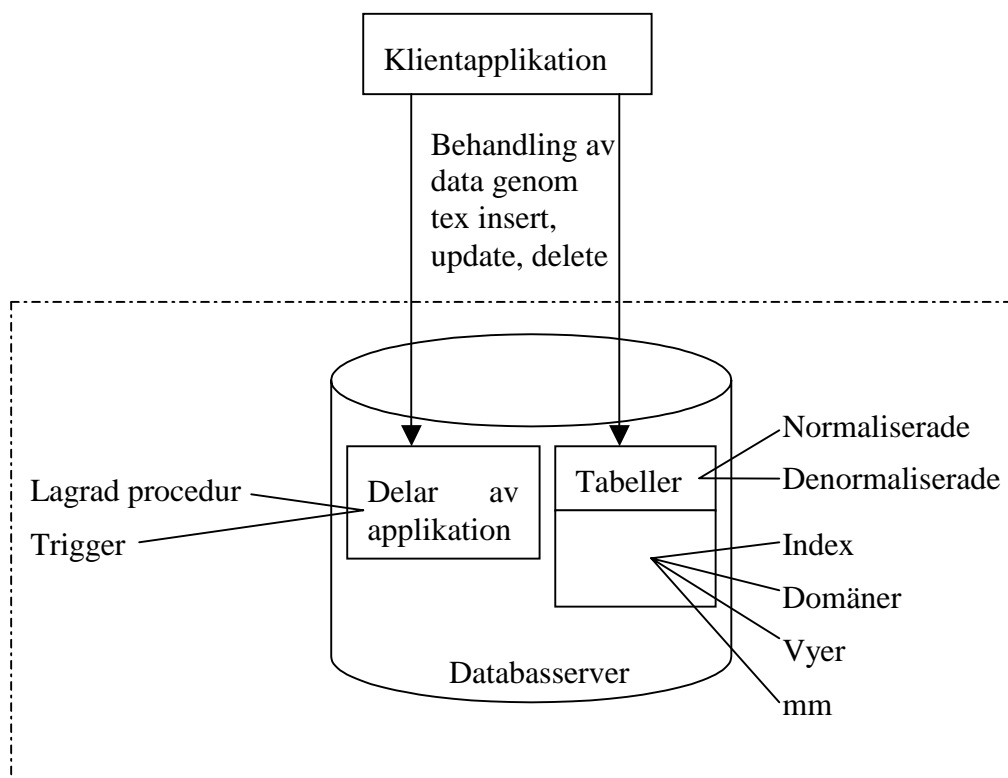 Klientapplikation
Behandling av
data genom
tex insert,
update, delete
Normaliserade
Denormaliserade
Tabeller
Lagrad procedur
Trigger
Delar av
applikation
Index
Domäner
Vyer
mm
Databasserver